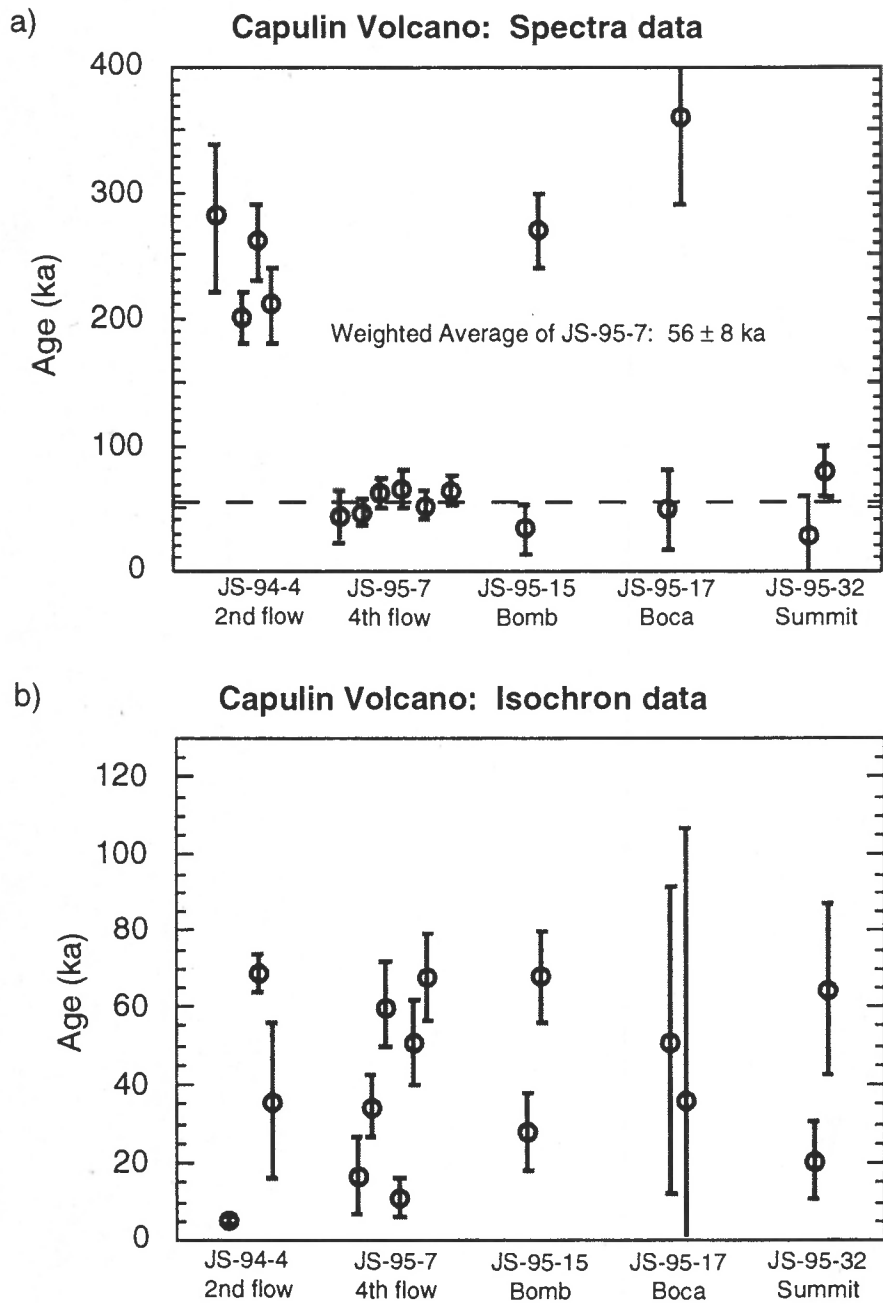 a)
Capulin Volcano: Spectra data
Age (ka)
400
300
200
100
0
Weighted Average of JS-95-7: 56 ± 8 ka
JS-94-4 JS-95-7 JS-95-15 JS-95-17 JS-95-32
2nd flow 4th flow Bomb Boca Summit
b)
Capulin Volcano: Isochron data
Age (ka)
120
100
80
60
40
20
0
JS-94-4 JS-95-7 JS-95-15 JS-95-17 JS-95-32
2nd flow 4th flow Bomb Boca Summit